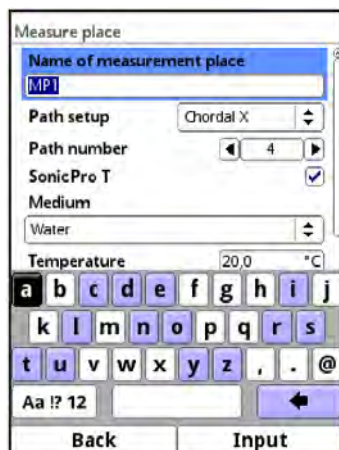 Measure place
Name of measurement place
MP1
Path setup Chordal X
Path number 4
SonicPro T
Medium
Water
Temperature 20,0 °C
a b c d e f g h i j
k l m n o p q r s
t u v w x y z , . @
Aa !? 12
Back Input